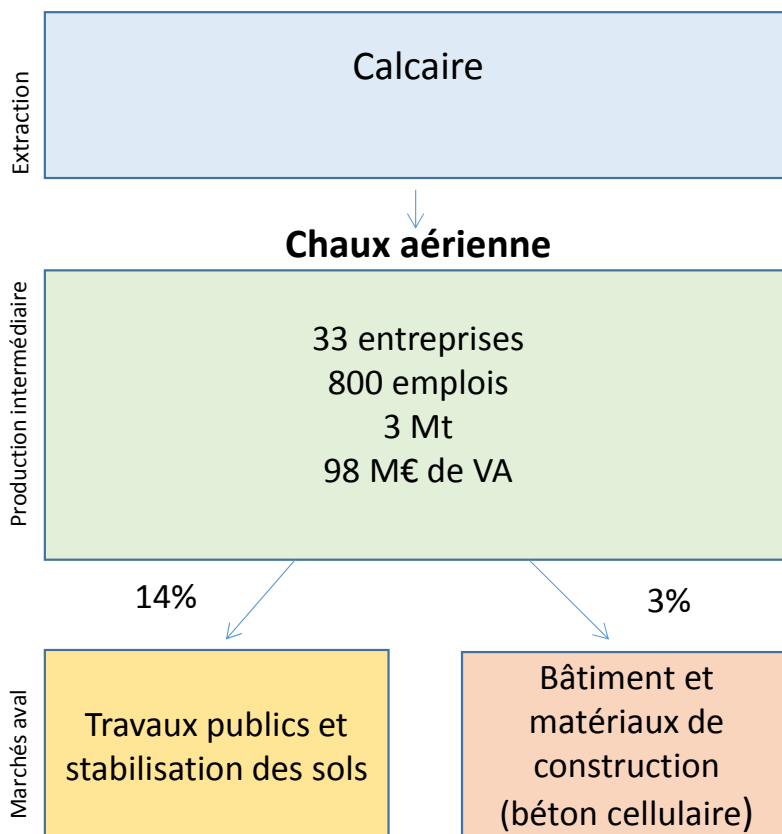 Extraction
Calcaire
Chaux aérienne
Production intermédiaire
33 entreprises
800 emplois
3 Mt
98 M€ de VA
14%
3%
Marchés aval
Travaux publics et
stabilisation des sols
Bâtiment et
matériaux de
construction
(béton cellulaire)